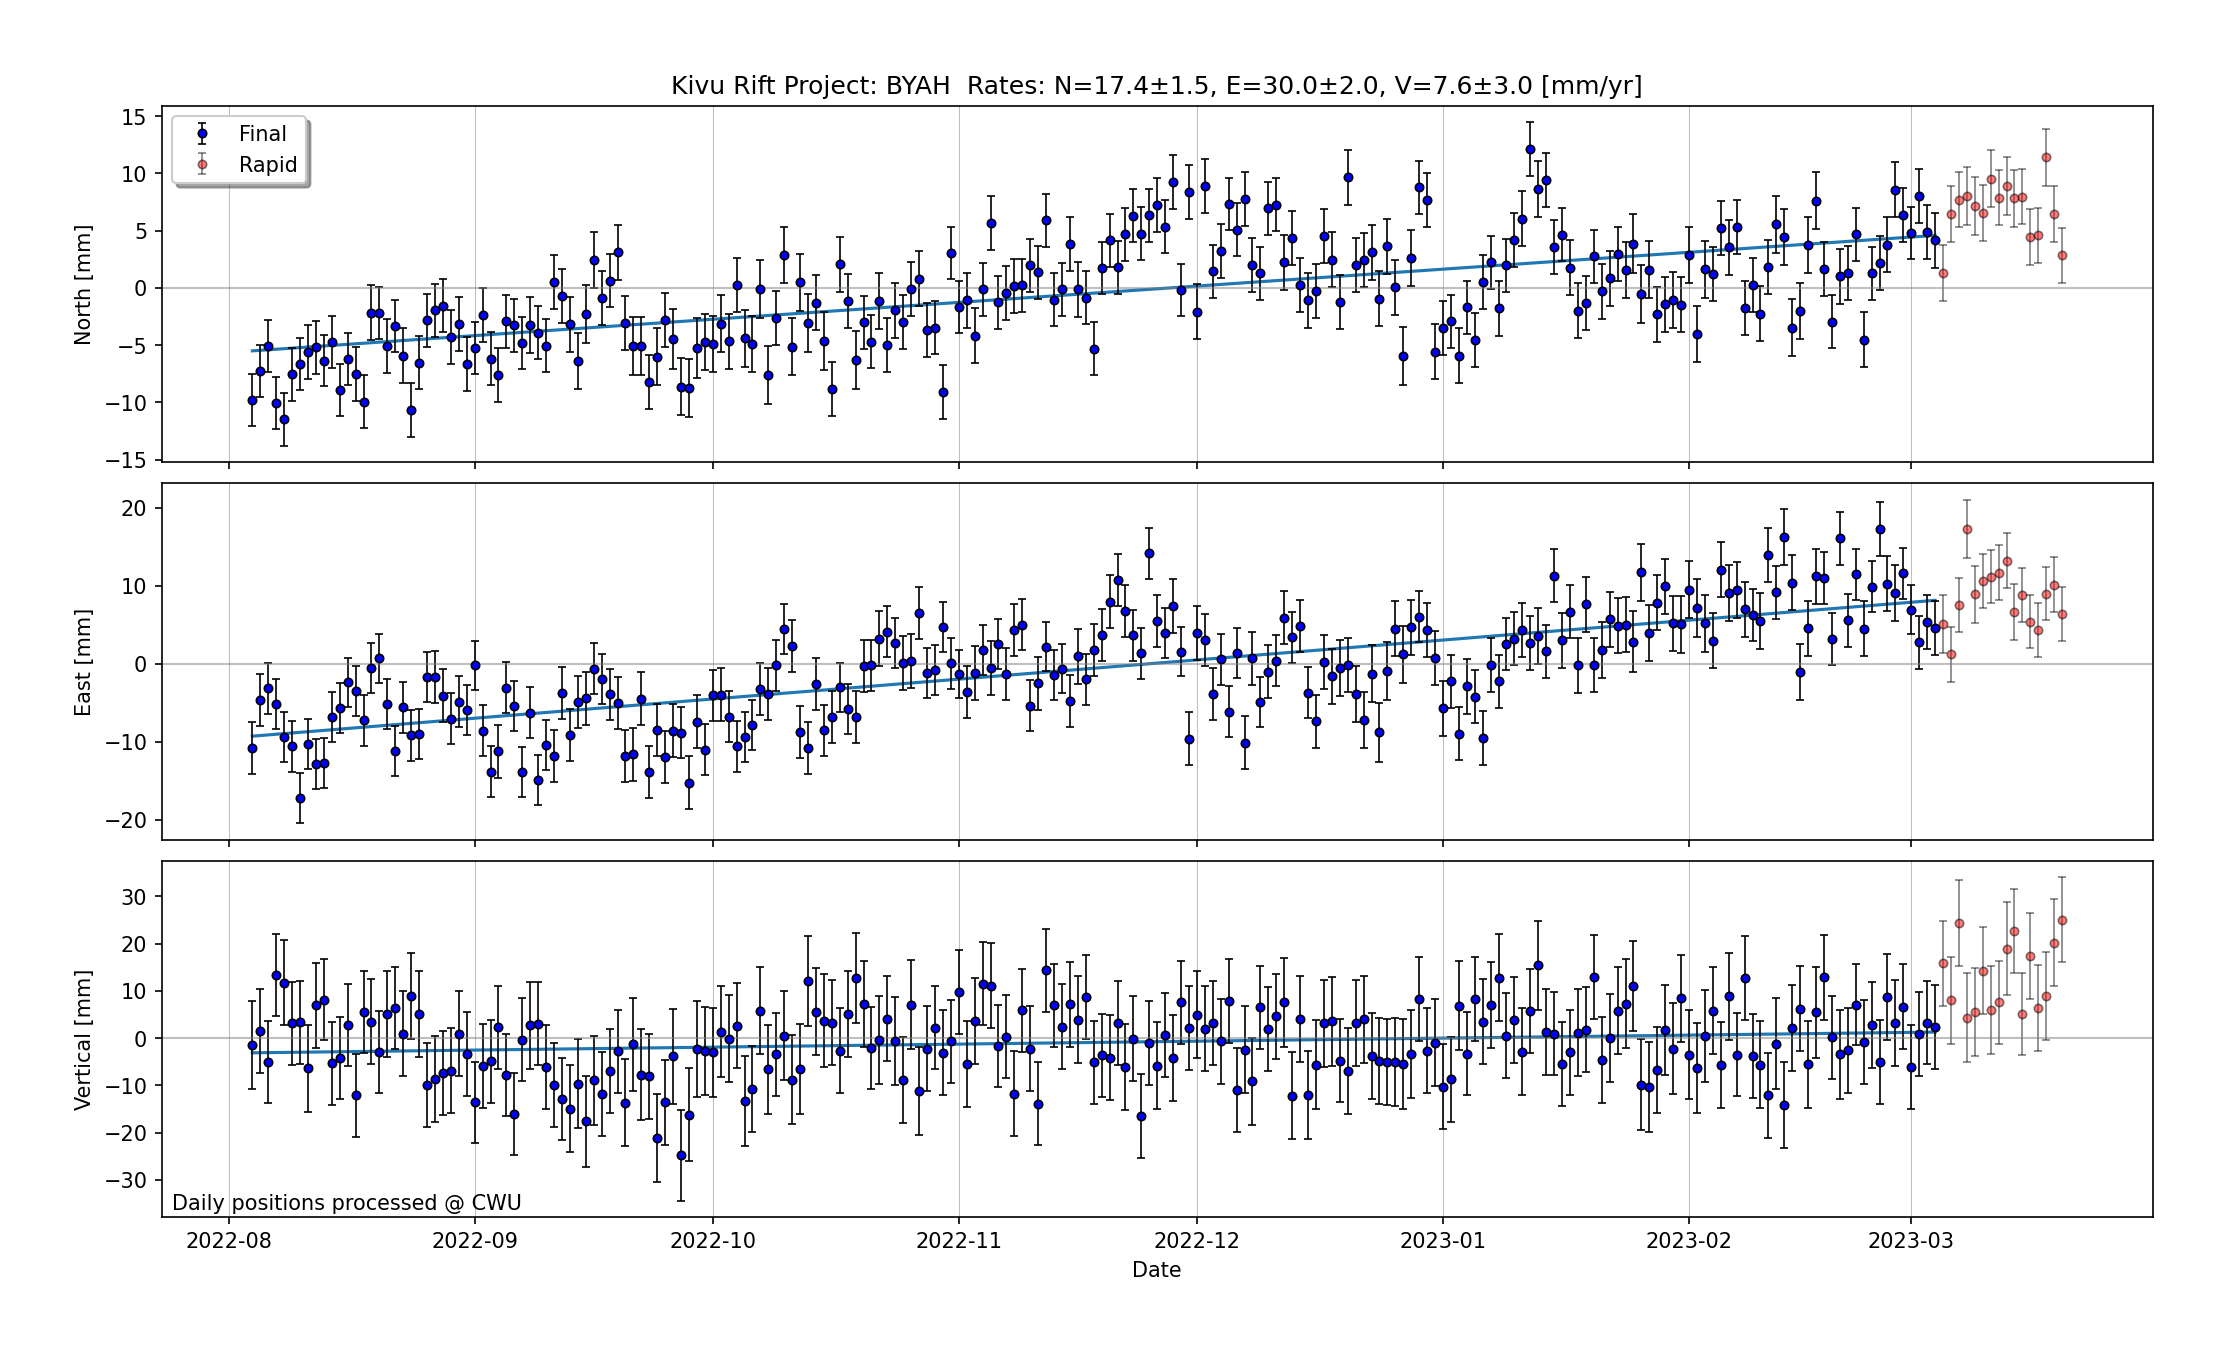 Kivu Rift Project: BYAH  Rates: N=17.4±1.5, E=30.0±2.0, V=7.6±3.0 [mm/yr]
Final
Rapid
North [mm]
15
10
5
0
−5
−10
−15
East [mm]
20
10
0
−10
−20
Vertical [mm]
30
20
10
0
−10
−20
−30
Daily positions processed @ CWU
2022-08 2022-09 2022-10 2022-11 2022-12 2023-01 2023-02 2023-03
Date